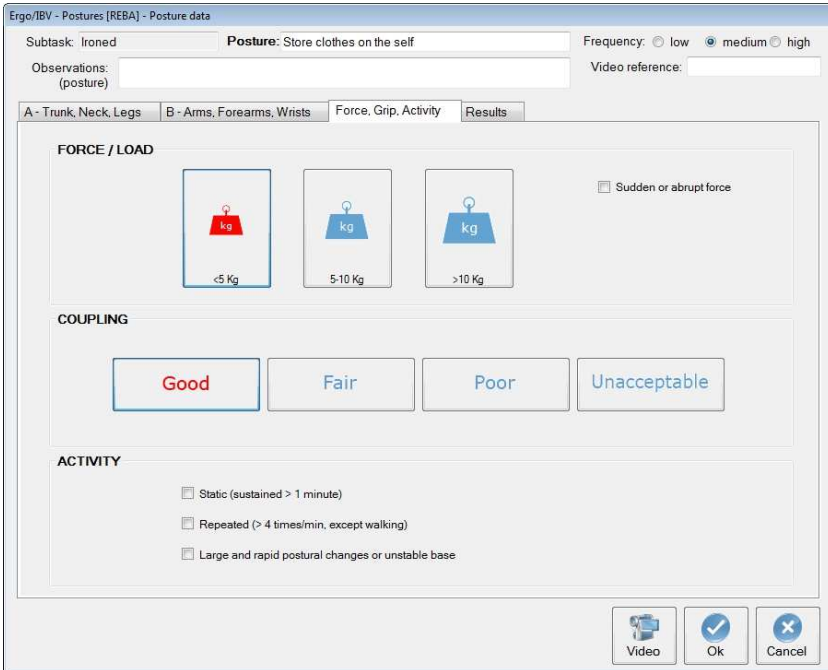 Ergo/IBV - Postures [REBA] - Posture data
Subtask: Ironed Posture: Store clothes on the self Frequency: low medium high
Observations: (posture) Video reference:
A - Trunk, Neck, Legs B - Arms, Forearms, Wrists Force, Grip, Activity Results
FORCE / LOAD
kg kg kg Sudden or abrupt force
<5 Kg 5-10 Kg >10 Kg
COUPLING
Good Fair Poor Unacceptable
ACTIVITY
Static (sustained > 1 minute)
Repeated (> 4 times/min, except walking)
Large and rapid postural changes or unstable base
Video Ok Cancel